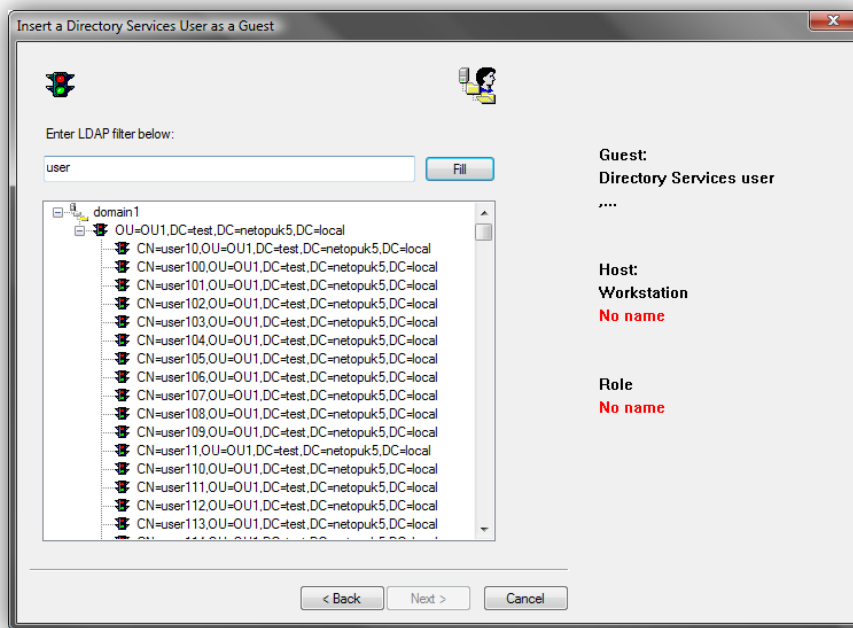 Insert a Directory Services User as a Guest
Enter LDAP filter below:
user
Fill
domain1
OU=OU1,DC=test,DC=netopuk5,DC=local
CN=user10,OU=OU1,DC=test,DC=netopuk5,DC=local
CN=user100,OU=OU1,DC=test,DC=netopuk5,DC=local
CN=user101,OU=OU1,DC=test,DC=netopuk5,DC=local
CN=user102,OU=OU1,DC=test,DC=netopuk5,DC=local
CN=user103,OU=OU1,DC=test,DC=netopuk5,DC=local
CN=user104,OU=OU1,DC=test,DC=netopuk5,DC=local
CN=user105,OU=OU1,DC=test,DC=netopuk5,DC=local
CN=user106,OU=OU1,DC=test,DC=netopuk5,DC=local
CN=user107,OU=OU1,DC=test,DC=netopuk5,DC=local
CN=user108,OU=OU1,DC=test,DC=netopuk5,DC=local
CN=user109,OU=OU1,DC=test,DC=netopuk5,DC=local
CN=user11,OU=OU1,DC=test,DC=netopuk5,DC=local
CN=user110,OU=OU1,DC=test,DC=netopuk5,DC=local
CN=user111,OU=OU1,DC=test,DC=netopuk5,DC=local
CN=user112,OU=OU1,DC=test,DC=netopuk5,DC=local
CN=user113,OU=OU1,DC=test,DC=netopuk5,DC=local
Guest:
Directory Services user
,...
Host:
Workstation
No name
Role
No name
< Back
Next >
Cancel